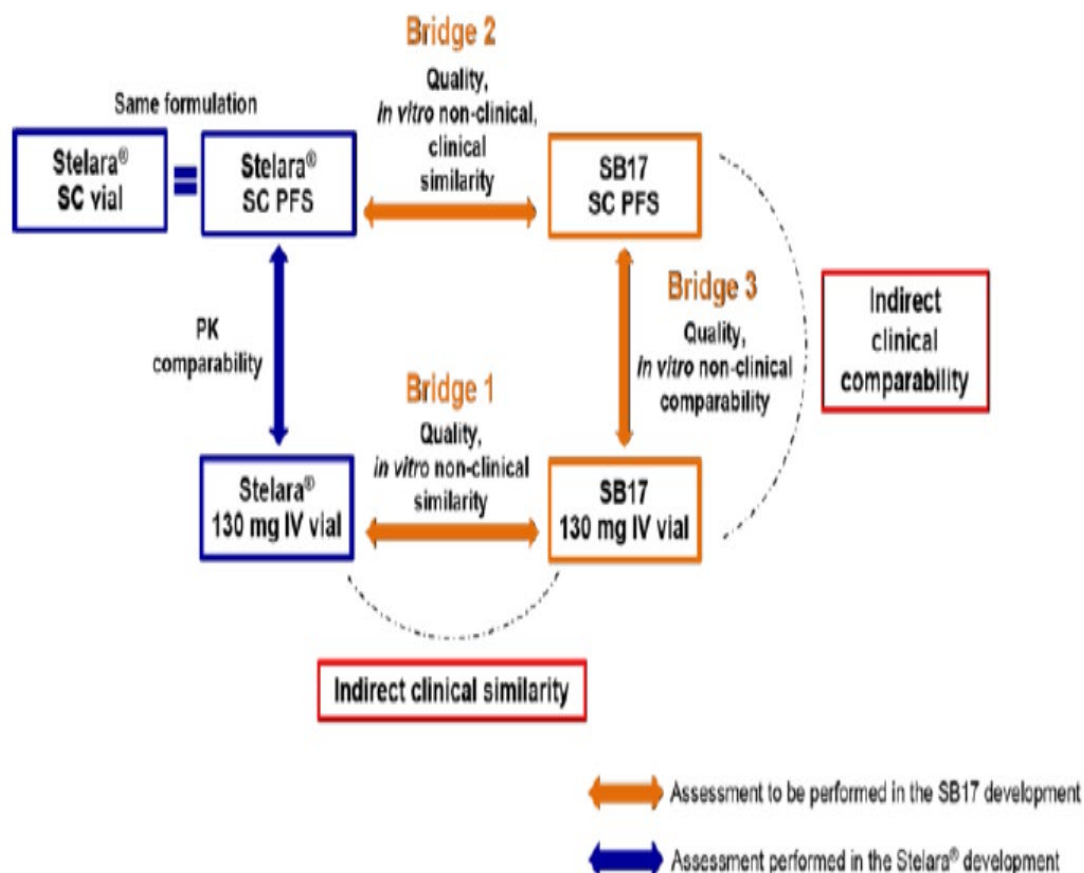 Bridge 2
Quality,
in vitro non-clinical,
clinical
similarity
Same formulation
Stelara®
SC vial
=
Stelara®
SC PFS
SB17
SC PFS
PK
comparability
Bridge 1
Quality,
in vitro non-clinical
similarity
Bridge 3
Quality,
in vitro non-clinical
comparability
Indirect
clinical
comparability
Stelara®
130 mg IV vial
SB17
130 mg IV vial
Indirect clinical similarity
Assessment to be performed in the SB17 development
Assessment performed in the Stelara® development